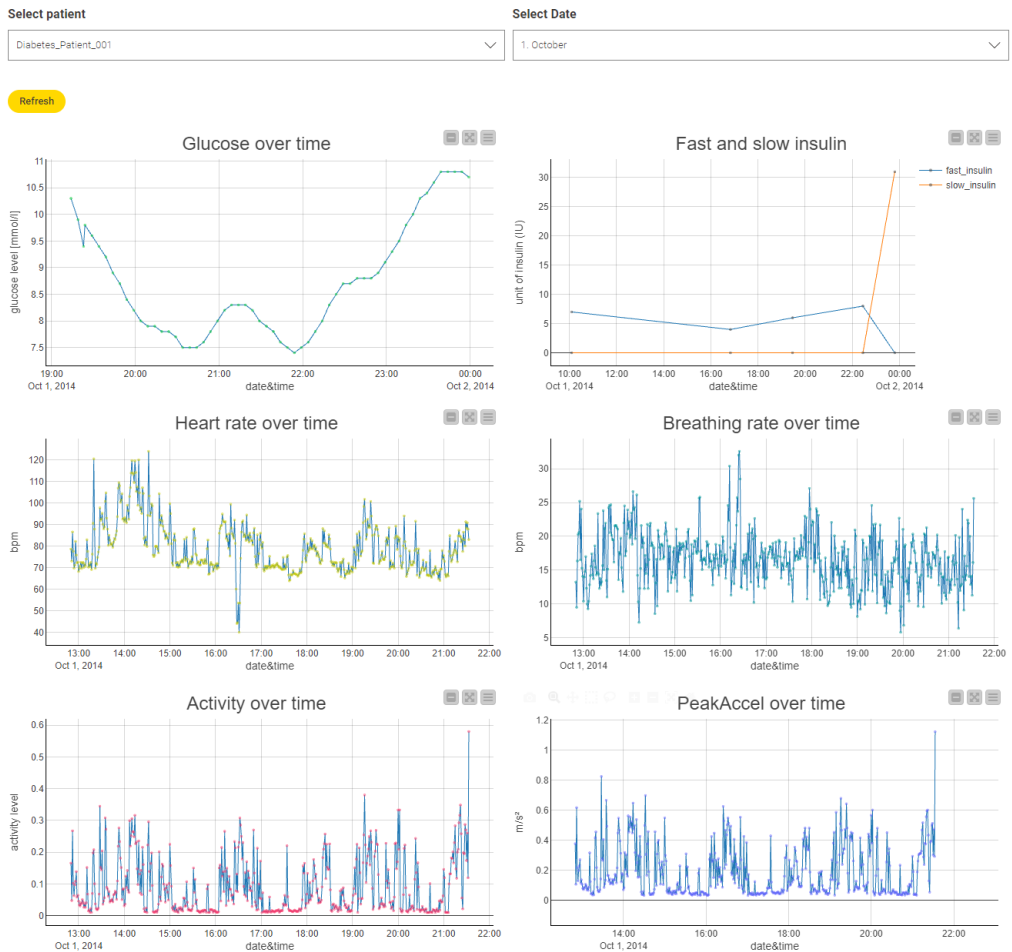 Select patient
Select Date
Diabetes_Patient_001
1. October
Refresh
Glucose over time
11
10.5
10
9.5
9
8.5
8
7.5
glucose level [mmol/l]
19:00 20:00 21:00 22:00 23:00 00:00
Oct 1, 2014 Oct 2, 2014
date&time
Fast and slow insulin
30
25
20
15
10
5
0
unit of insulin (IU)
fast_insulin
slow_insulin
10:00 12:00 14:00 16:00 18:00 20:00 22:00 00:00
Oct 1, 2014 Oct 2, 2014
date&time
Heart rate over time
120
110
100
90
80
70
60
50
40
bpm
13:00 14:00 15:00 16:00 17:00 18:00 19:00 20:00 21:00 22:00
Oct 1, 2014
date&time
Breathing rate over time
30
25
20
15
10
5
bpm
13:00 14:00 15:00 16:00 17:00 18:00 19:00 20:00 21:00 22:00
Oct 1, 2014
date&time
Activity over time
0.6
0.5
0.4
0.3
0.2
0.1
0
activity level
13:00 14:00 15:00 16:00 17:00 18:00 19:00 20:00 21:00 22:00
Oct 1, 2014
date&time
PeakAccel over time
1.2
1
0.8
0.6
0.4
0.2
0
m/s²
14:00 16:00 18:00 20:00 22:00
Oct 1, 2014
date&time